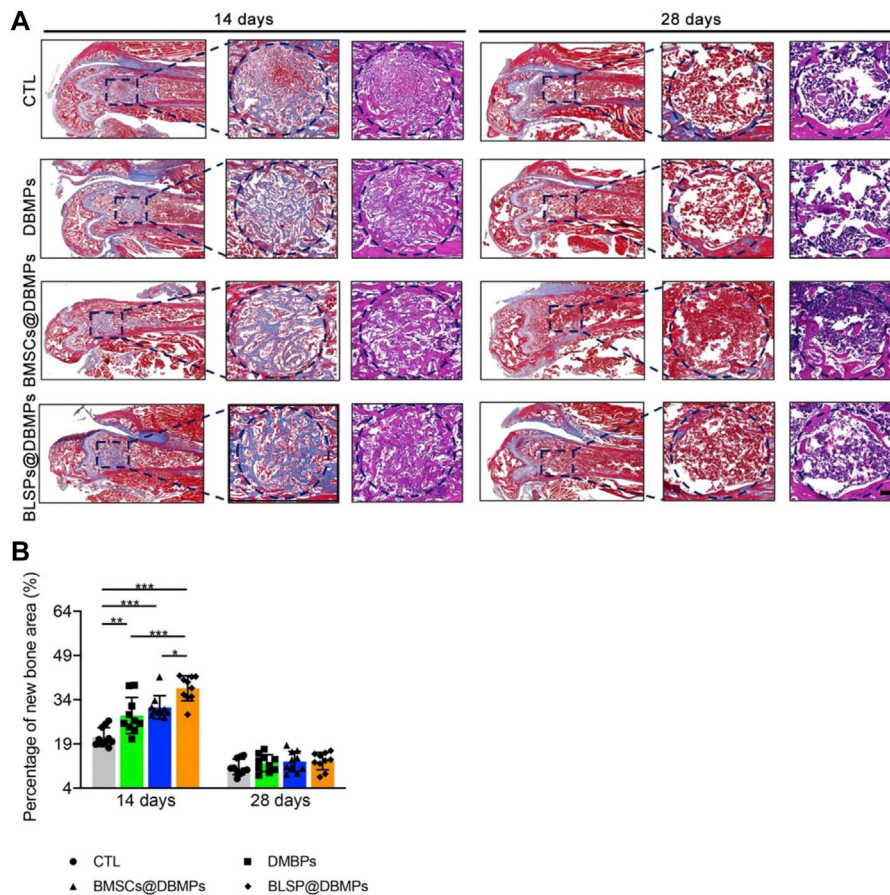 A
14 days 28 days
CTL
DBMPs
BMSCs@DBMPs
BLSPs@DBMPs
B
Percentage of new bone area (%)
64
49
34
19
4
***
***
**
***
*
14 days 28 days
CTL DMBPs
BMSCs@DBMPs BLSP@DBMPs